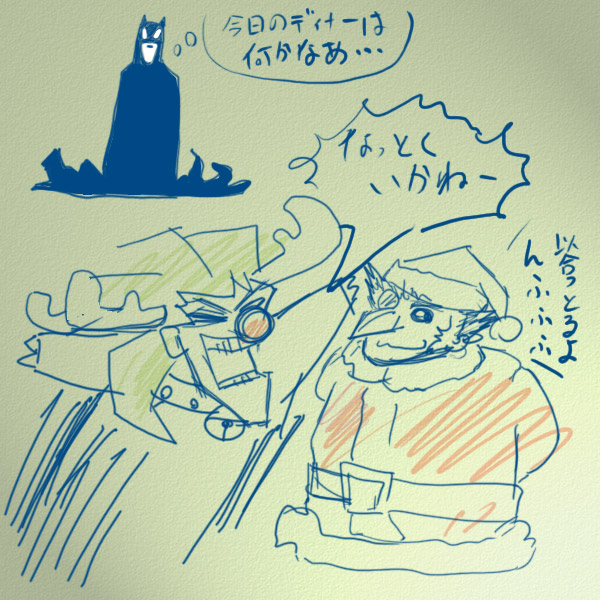 今日のディナーは
何かなあ…
なっとく
いかねー
似合っとるよ
んふふふ